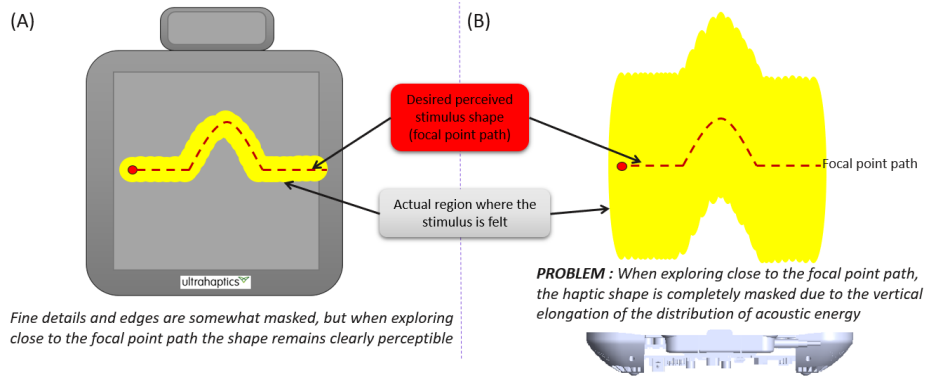 (A)
(B)
Desired perceived
stimulus shape
(focal point path)
Focal point path
Actual region where the
stimulus is felt
ultrahaptics
Fine details and edges are somewhat masked, but when exploring
close to the focal point path the shape remains clearly perceptible
PROBLEM : When exploring close to the focal point path,
the haptic shape is completely masked due to the vertical
elongation of the distribution of acoustic energy